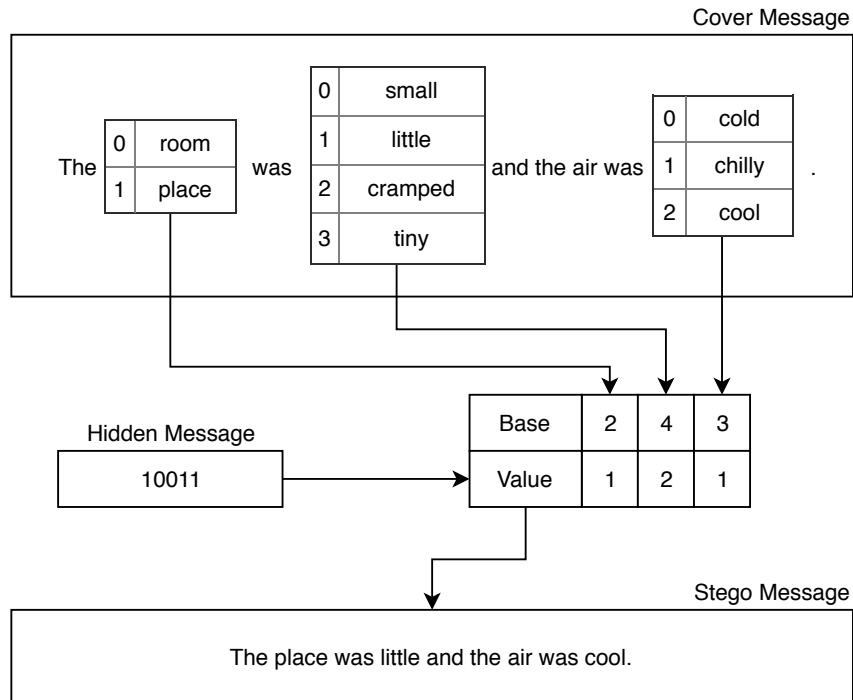 Cover Message
The
0 room
1 place
was
0 small
1 little
2 cramped
3 tiny
and the air was
0 cold
1 chilly
2 cool
.
Hidden Message
10011
Base 2 4 3
Value 1 2 1
Stego Message
The place was little and the air was cool.